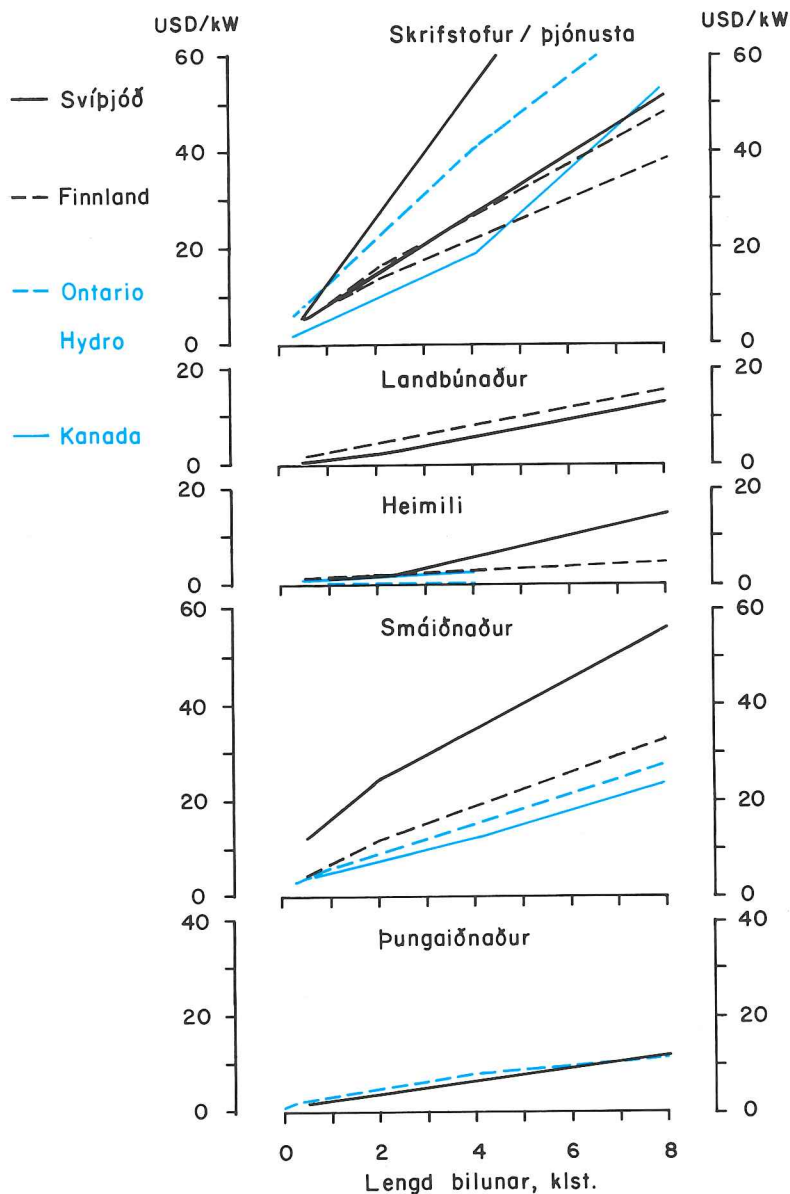 USD/kW
USD/kW
Skrifstofur / þjónusta
60
40
20
0
60
40
20
0
Svíþjóð
Finnland
Ontario
Hydro
Kanada
Landbúnaður
20
0
20
0
Heimili
20
0
20
0
Smáiðnaður
60
40
20
0
60
40
20
0
Þungaiðnaður
40
20
0
40
20
0
0 2 4 6 8
Lengd bilunar, klst.